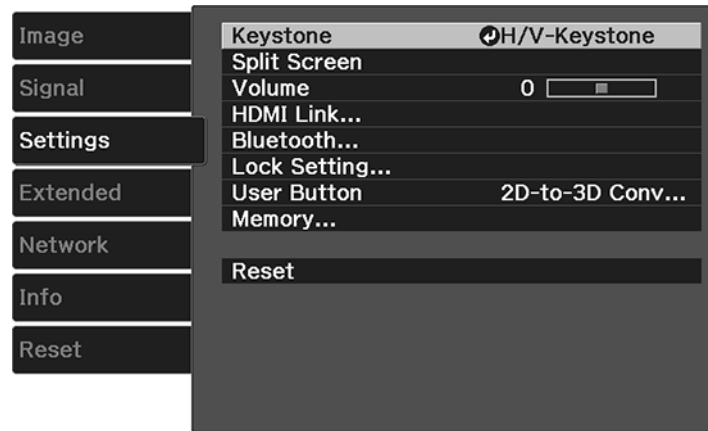 Image
Signal
Settings
Extended
Network
Info
Reset
Keystone H/V-Keystone
Split Screen
Volume 0
HDMI Link...
Bluetooth...
Lock Setting...
User Button 2D-to-3D Conv...
Memory...
Reset